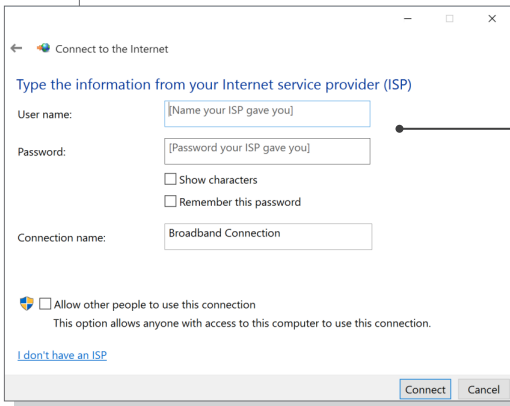 Connect to the Internet
Type the information from your Internet service provider (ISP)
User name:
[Name your ISP gave you]
Password:
[Password your ISP gave you]
Show characters
Remember this password
Connection name:
Broadband Connection
Allow other people to use this connection
This option allows anyone with access to this computer to use this connection.
I don't have an ISP
Connect
Cancel